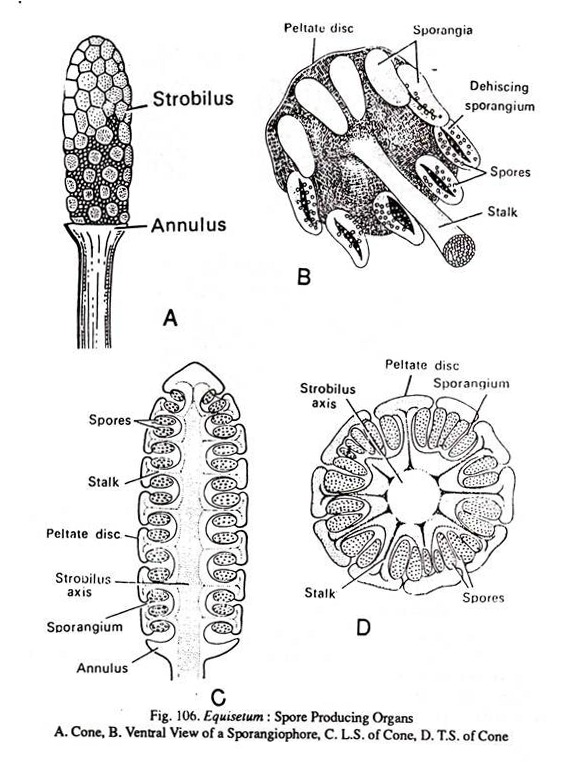 Strobilus
Annulus
A
Peltate disc
Sporangia
Dehiscing
sporangium
Spores
Stalk
B
Spores
Stalk
Peltate disc
Strobilus
axis
Sporangium
Annulus
C
Peltate disc
Strobilus
axis
Sporangium
Stalk
Spores
D
Fig. 106. Equisetum : Spore Producing Organs
A. Cone, B. Ventral View of a Sporangiophore, C. L.S. of Cone, D. T.S. of Cone